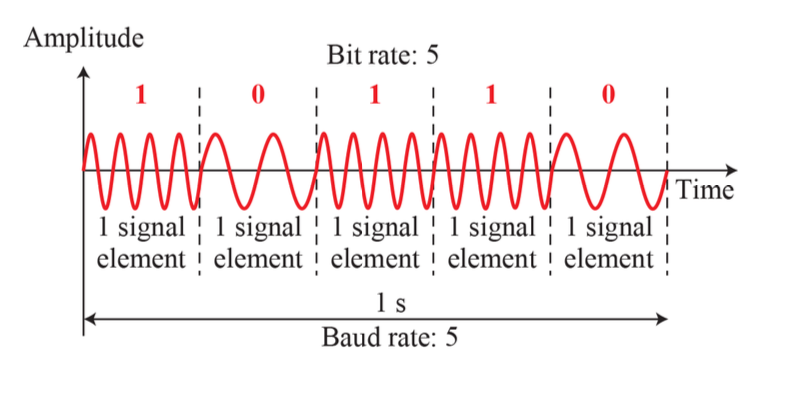 Amplitude
Bit rate: 5
1 0 1 1 0
Time
1 signal element
1 signal element
1 signal element
1 signal element
1 signal element
1 s
Baud rate: 5